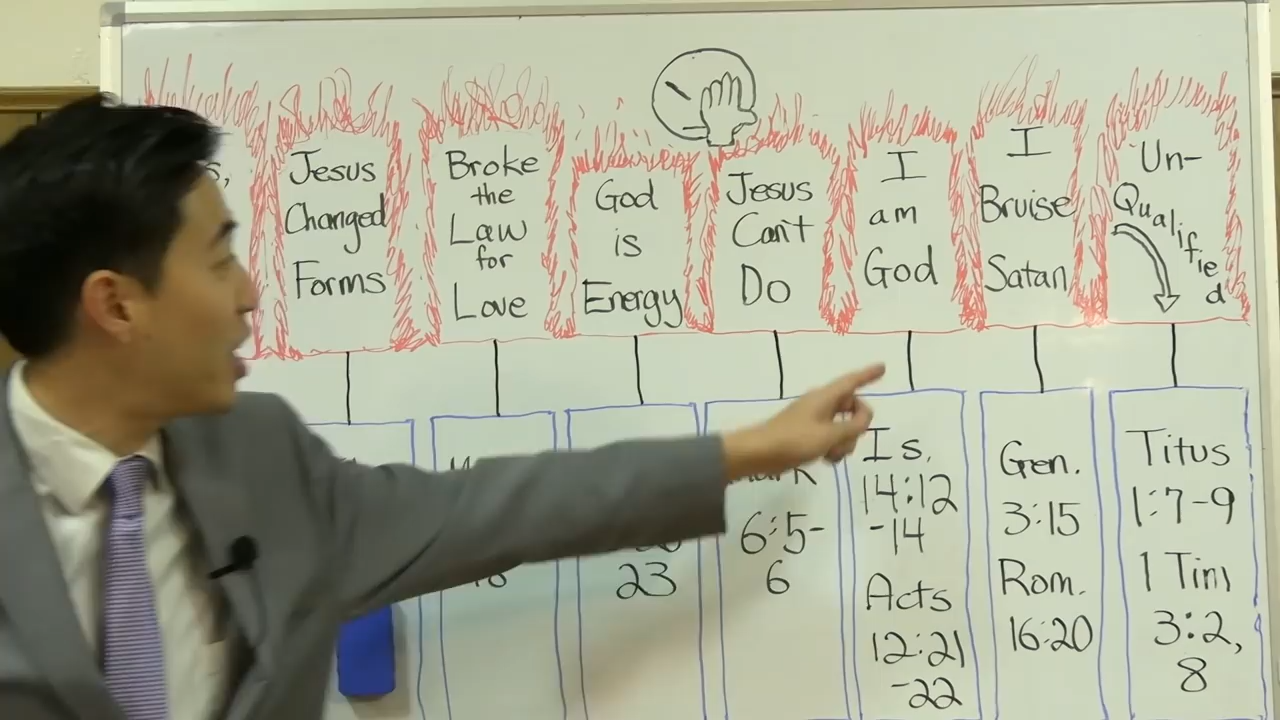 Jesus
Changed
Forms
Broke
the
Law
for
Love
God
is
Energy
Jesus
Can't
Do
I
am
God
I
Bruise
Satan
Un-
Qualified
23
6:5-
6
Is.
14:12
-14
Acts
12:21
-22
Gen.
3:15
Rom.
16:20
Titus
1:7-9
1 Tim
3:2,
8